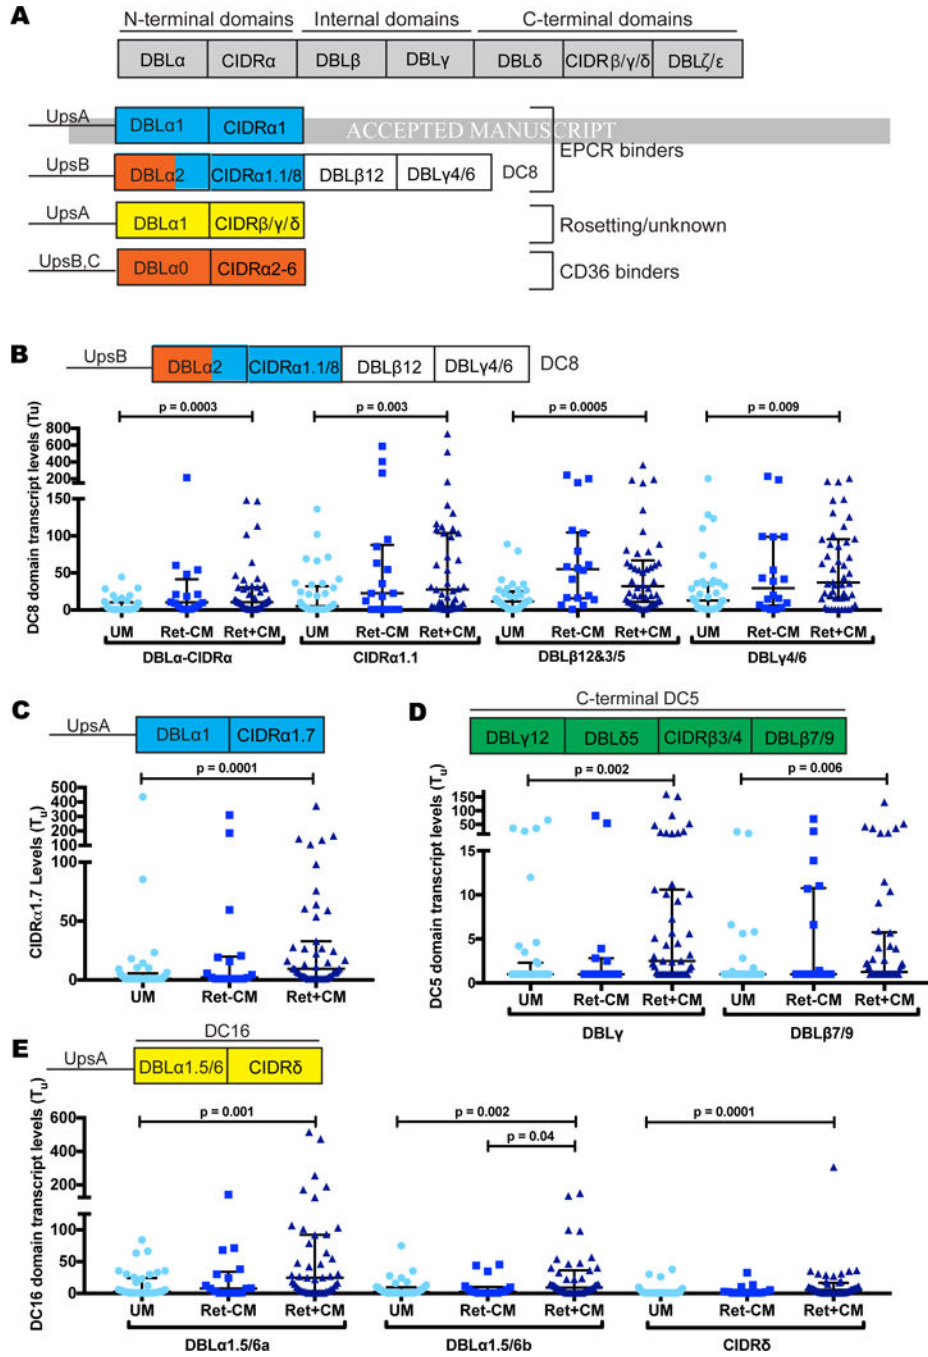 A
N-terminal domains Internal domains C-terminal domains
DBLα CIDRα DBLβ DBLγ DBLδ CIDRβ/γ/δ DBLζ/ε
UpsA DBLα1 CIDRα1
ACCEPTED MANUSCRIPT
EPCR binders
UpsB DBLα2 CIDRα1.1/8 DBLβ12 DBLγ4/6 DC8
UpsA DBLα1 CIDRβ/γ/δ Rosetting/unknown
UpsB,C DBLα0 CIDRα2-6 CD36 binders
B
UpsB DBLα2 CIDRα1.1/8 DBLβ12 DBLγ4/6 DC8
p = 0.0003 p = 0.003 p = 0.0005 p = 0.009
DC8 domain transcript levels (Tu)
800
600
400
200
150
100
50
0
UM Ret-CM Ret+CM UM Ret-CM Ret+CM UM Ret-CM Ret+CM UM Ret-CM Ret+CM
DBLα-CIDRα CIDRα1.1 DBLβ12&3/5 DBLγ4/6
C
UpsA DBLα1 CIDRα1.7
p = 0.0001
CIDRα1.7 Levels (Tu)
500
400
300
200
100
50
0
UM Ret-CM Ret+CM
D
C-terminal DC5
DBLγ12 DBLδ5 CIDRβ3/4 DBLβ7/9
p = 0.002 p = 0.006
DC5 domain transcript levels (Tu)
150
100
50
15
10
5
0
UM Ret-CM Ret+CM UM Ret-CM Ret+CM
DBLγ DBLβ7/9
E
DC16
UpsA DBLα1.5/6 CIDRδ
p = 0.001 p = 0.002 p = 0.0001
p = 0.04
DC16 domain transcript levels (Tu)
600
400
200
100
50
0
UM Ret-CM Ret+CM UM Ret-CM Ret+CM UM Ret-CM Ret+CM
DBLα1.5/6a DBLα1.5/6b CIDRδ